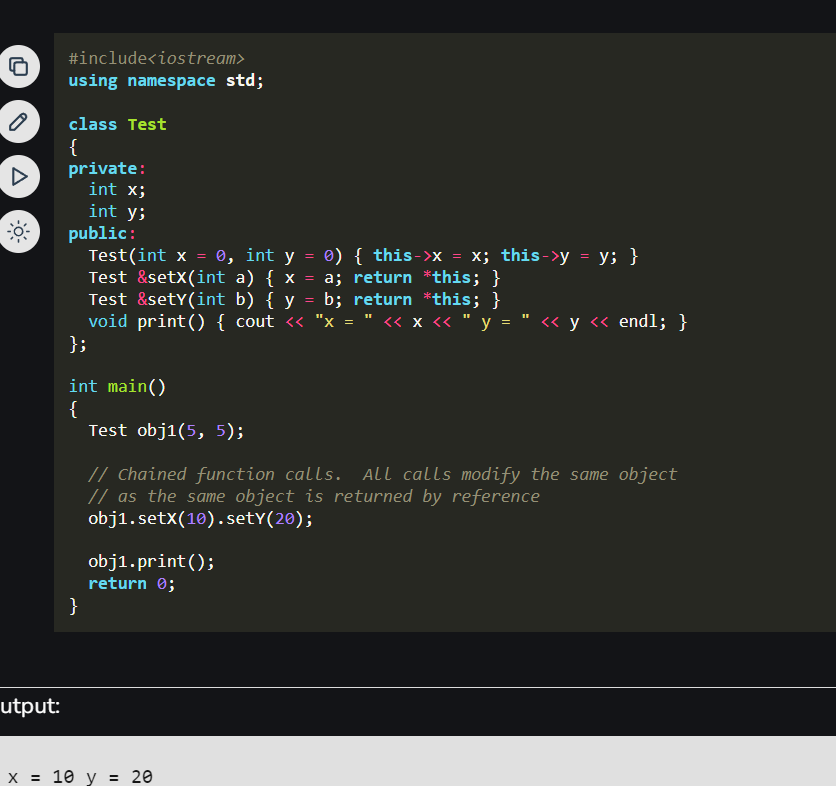 #include<iostream>
using namespace std;
class Test
{
private:
  int x;
  int y;
public:
  Test(int x = 0, int y = 0) { this->x = x; this->y = y; }
  Test &setX(int a) { x = a; return *this; }
  Test &setY(int b) { y = b; return *this; }
  void print() { cout << "x = " << x << " y = " << y << endl; }
};
int main()
{
  Test obj1(5, 5);
  // Chained function calls.  All calls modify the same object
  // as the same object is returned by reference
  obj1.setX(10).setY(20);
  obj1.print();
  return 0;
}
utput:
x = 10 y = 20